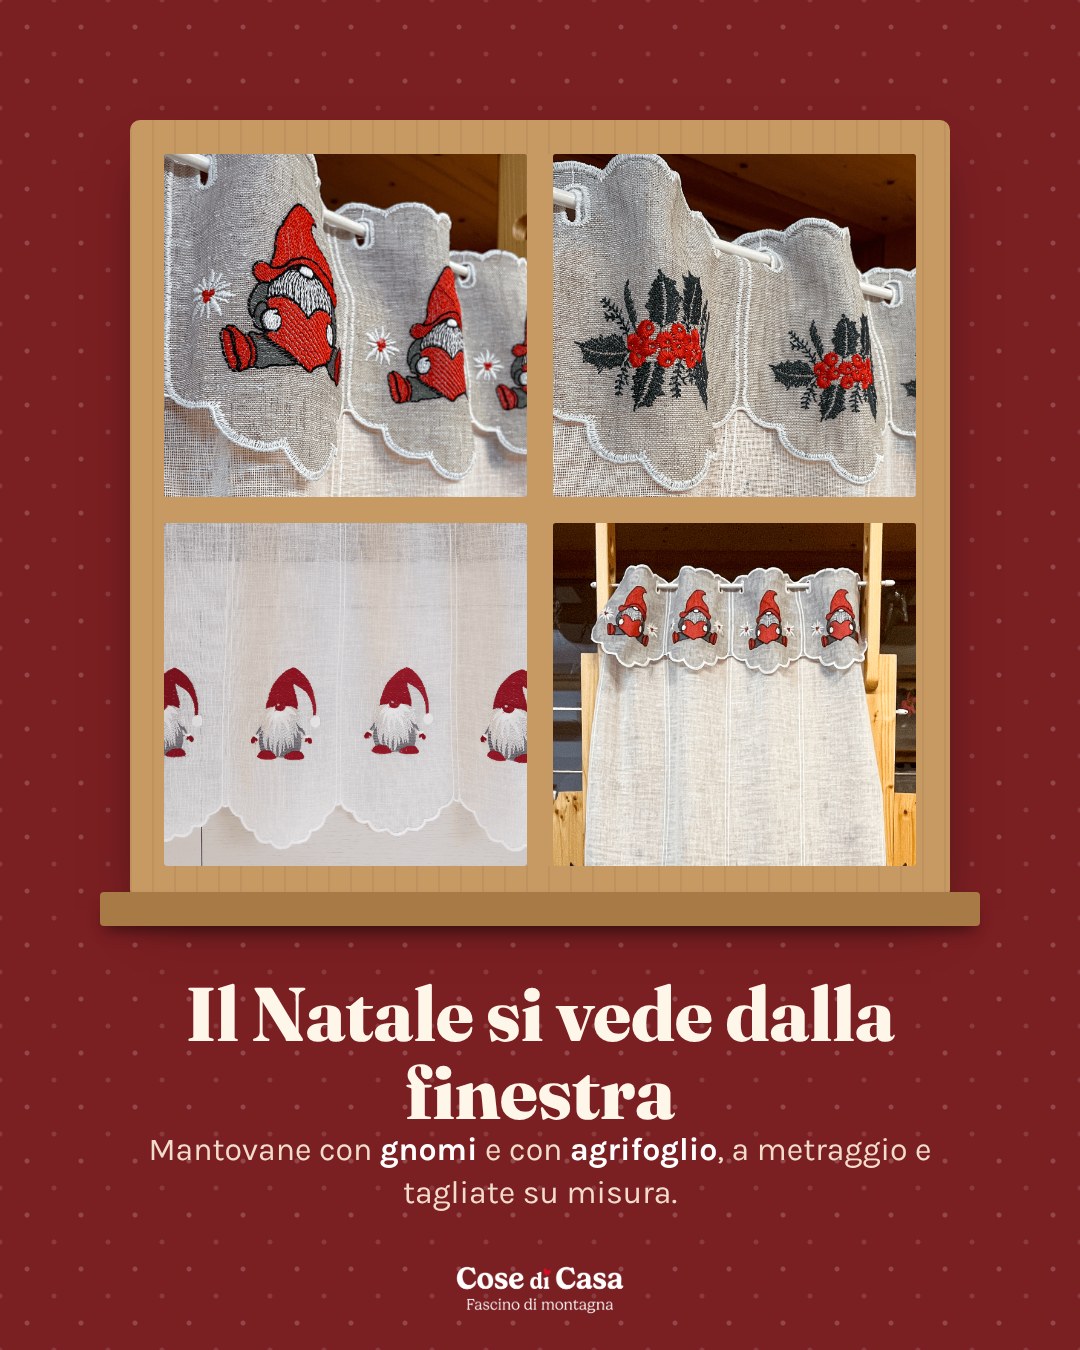 Il Natale si vede dalla
finestra
Mantovane con gnomi e con agrifoglio, a metraggio e
tagliate su misura.
Cose di Casa
Fascino di montagna